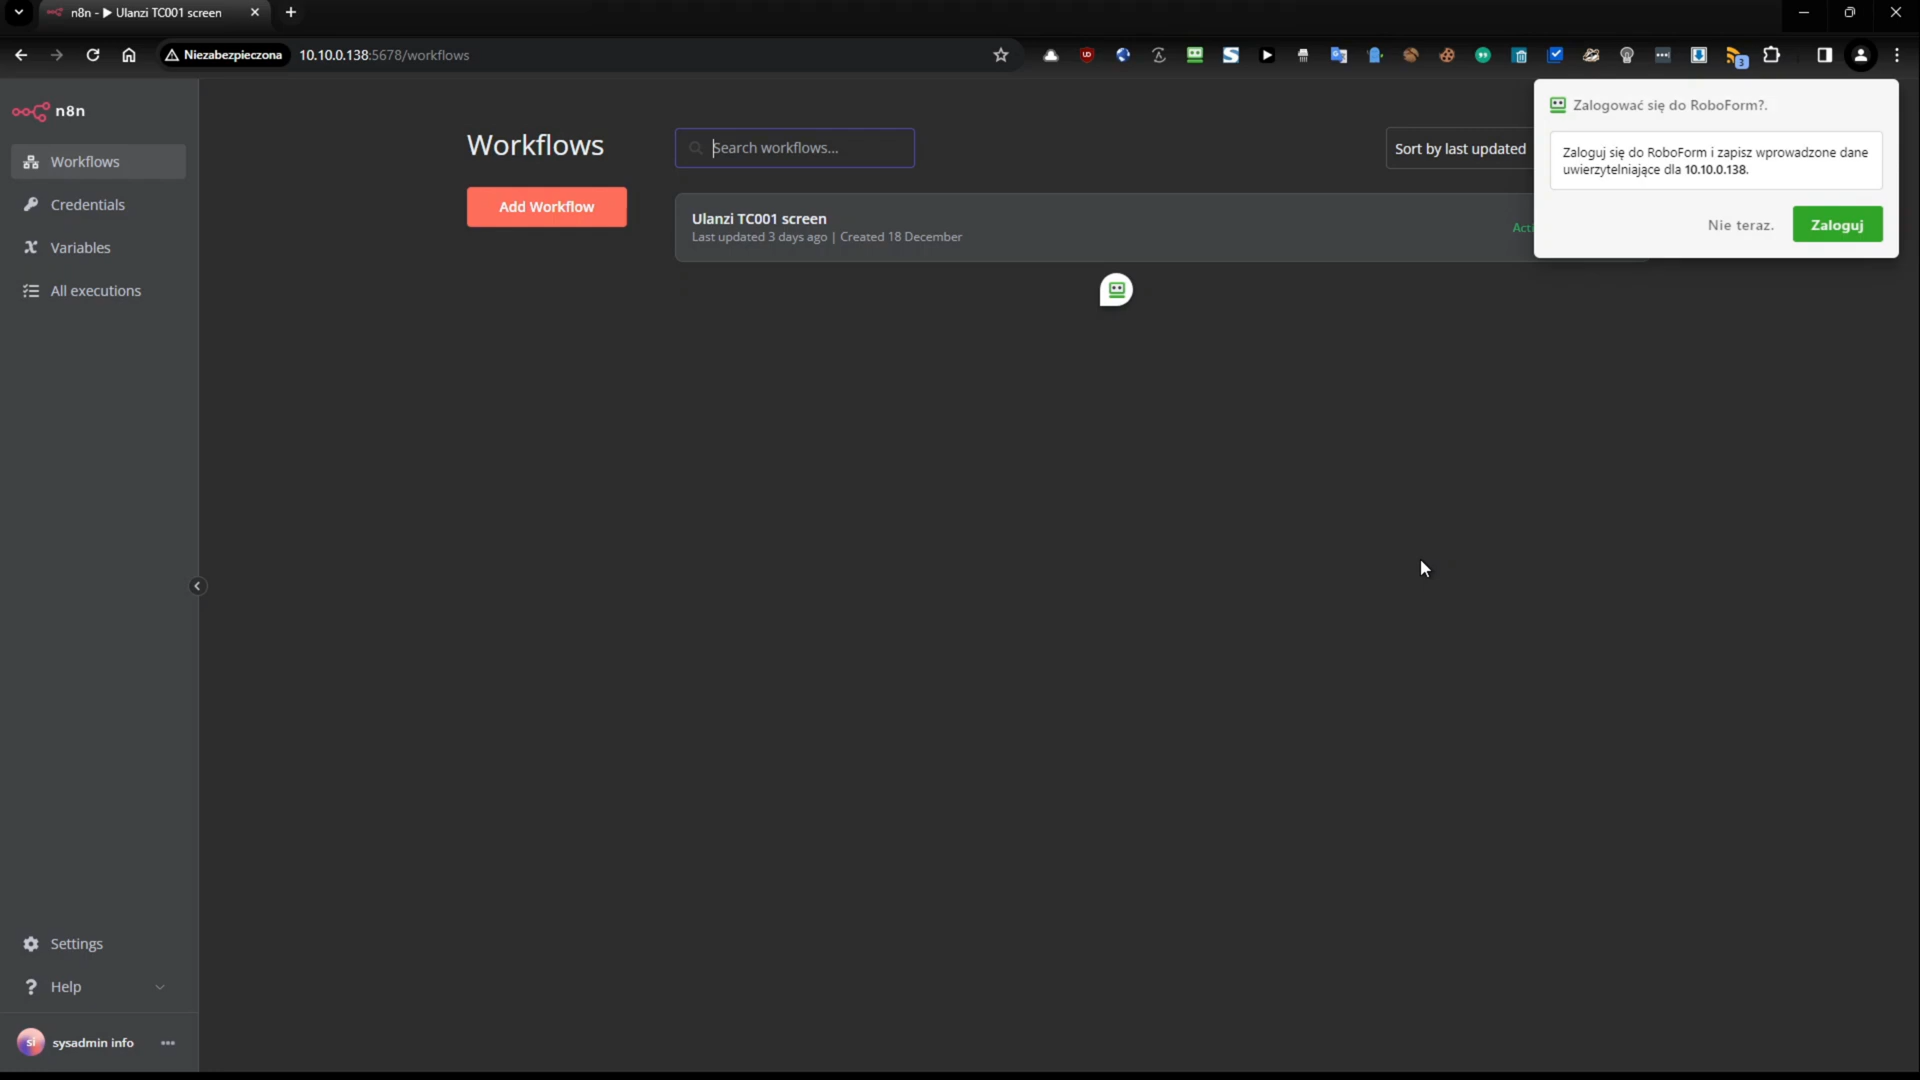 n8n - ▶ Ulanzi TC001 screen
Niezabezpieczona
10.10.0.138:5678/workflows
3
n8n
Workflows
Credentials
Variables
All executions
Settings
Help
si
sysadmin info
Workflows
Add Workflow
Search workflows...
Sort by last updated
Ulanzi TC001 screen
Last updated 3 days ago | Created 18 December
Zalogować się do RoboForm?.
Zaloguj się do RoboForm i zapisz wprowadzone dane
uwierzytelniające dla 10.10.0.138.
Nie teraz.
Zaloguj